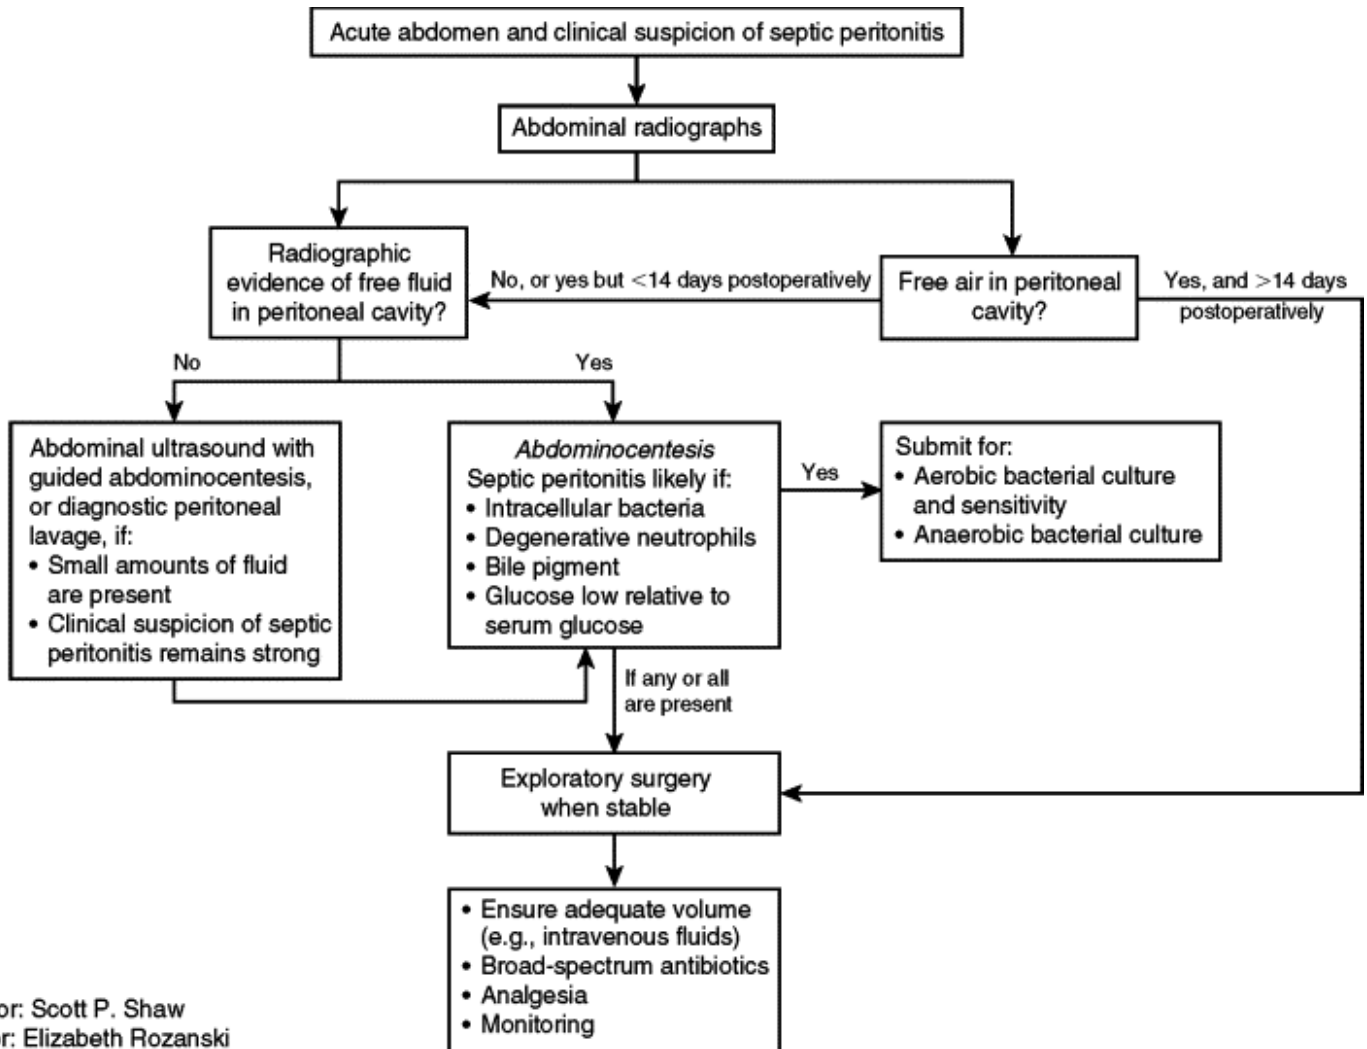 Acute abdomen and clinical suspicion of septic peritonitis
Abdominal radiographs
Radiographic
evidence of free fluid
in peritoneal cavity?
No, or yes but <14 days postoperatively
Free air in peritoneal
cavity?
Yes, and >14 days
postoperatively
No
Yes
Abdominal ultrasound with
guided abdominocentesis,
or diagnostic peritoneal
lavage, if:
• Small amounts of fluid
are present
• Clinical suspicion of septic
peritonitis remains strong
Abdominocentesis
Septic peritonitis likely if:
• Intracellular bacteria
• Degenerative neutrophils
• Bile pigment
• Glucose low relative to
serum glucose
Yes
Submit for:
• Aerobic bacterial culture
and sensitivity
• Anaerobic bacterial culture
If any or all
are present
Exploratory surgery
when stable
• Ensure adequate volume
(e.g., intravenous fluids)
• Broad-spectrum antibiotics
• Analgesia
• Monitoring
or: Scott P. Shaw
r: Elizabeth Rozanski